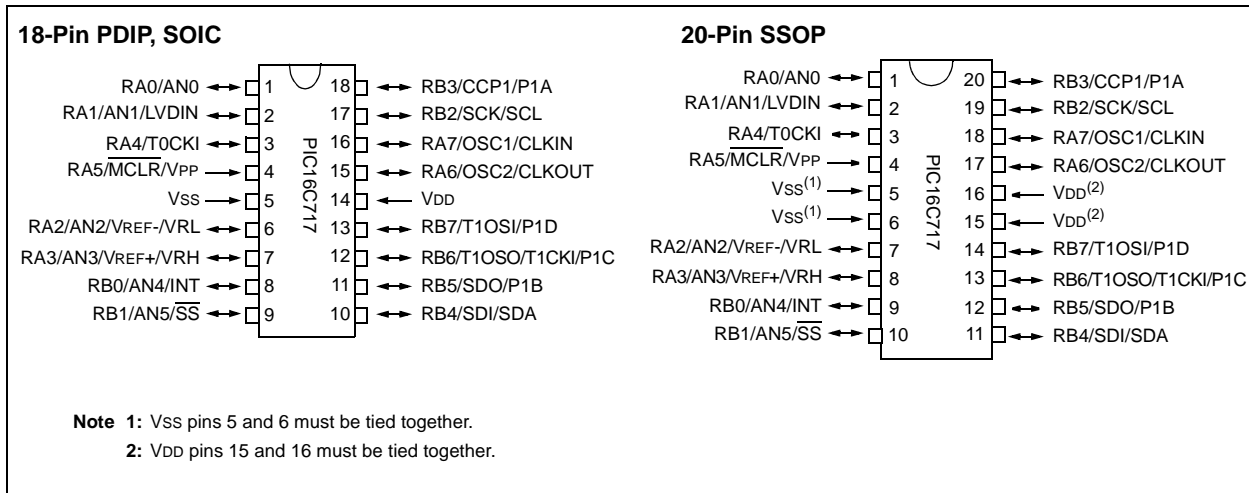 18-Pin PDIP, SOIC
RA0/AN0 1 18 RB3/CCP1/P1A
RA1/AN1/LVDIN 2 17 RB2/SCK/SCL
RA4/T0CKI 3 16 RA7/OSC1/CLKIN
RA5/MCLR/VPP 4 15 RA6/OSC2/CLKOUT
VSS 5 14 VDD
RA2/AN2/VREF-/VRL 6 13 RB7/T1OSI/P1D
RA3/AN3/VREF+/VRH 7 12 RB6/T1OSO/T1CKI/P1C
RB0/AN4/INT 8 11 RB5/SDO/P1B
RB1/AN5/SS 9 10 RB4/SDI/SDA
PIC16C717
20-Pin SSOP
RA0/AN0 1 20 RB3/CCP1/P1A
RA1/AN1/LVDIN 2 19 RB2/SCK/SCL
RA4/T0CKI 3 18 RA7/OSC1/CLKIN
RA5/MCLR/VPP 4 17 RA6/OSC2/CLKOUT
VSS(1) 5 16 VDD(2)
VSS(1) 6 15 VDD(2)
RA2/AN2/VREF-/VRL 7 14 RB7/T1OSI/P1D
RA3/AN3/VREF+/VRH 8 13 RB6/T1OSO/T1CKI/P1C
RB0/AN4/INT 9 12 RB5/SDO/P1B
RB1/AN5/SS 10 11 RB4/SDI/SDA
PIC16C717
Note 1: VSS pins 5 and 6 must be tied together.
2: VDD pins 15 and 16 must be tied together.